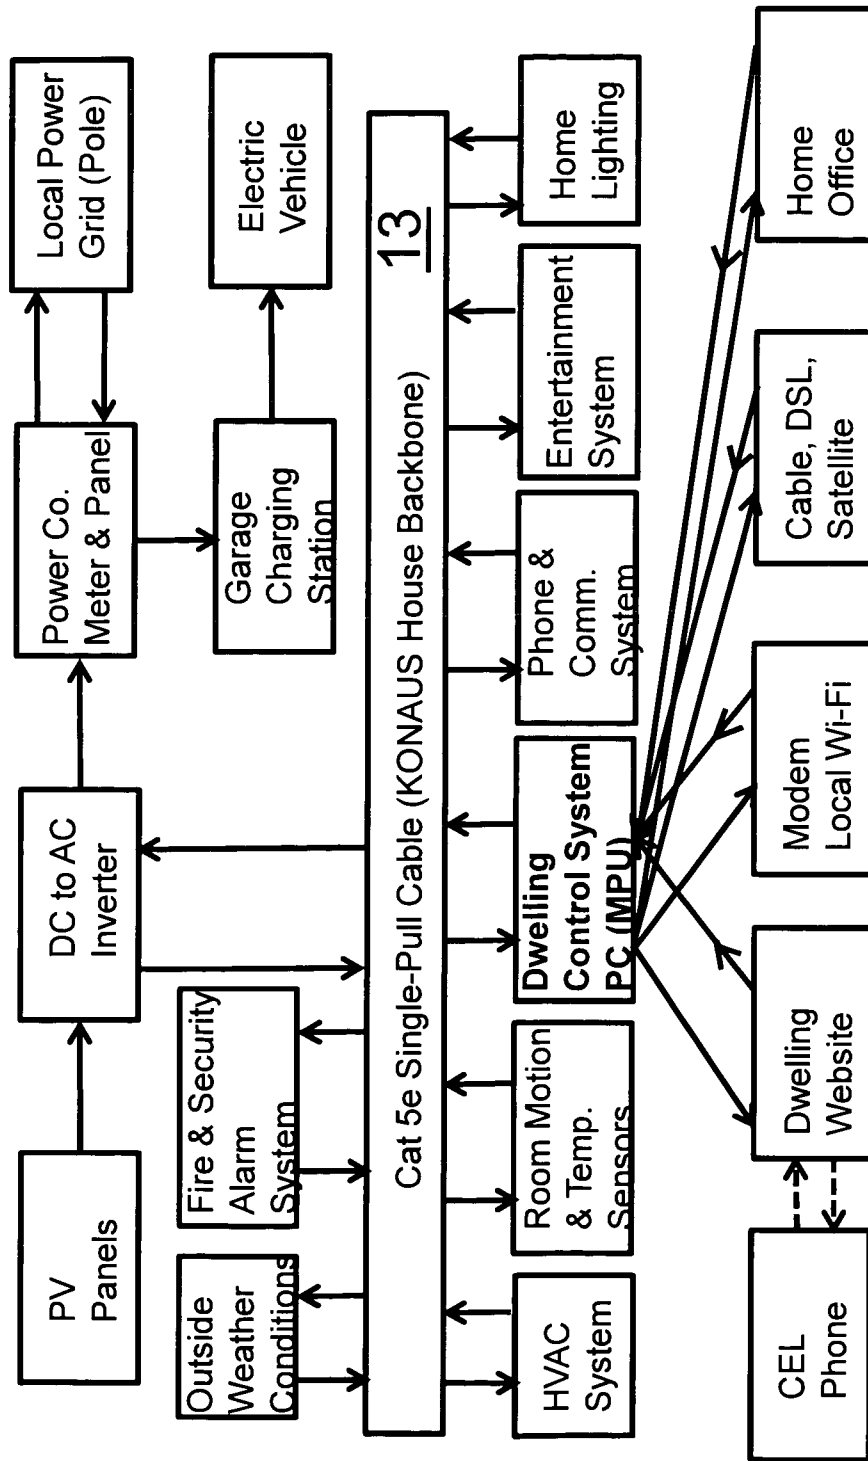 PV
Panels
DC to AC
Inverter
Power Co.
Meter & Panel
Local Power
Grid (Pole)
Outside
Weather
Conditions
Fire & Security
Alarm
System
Garage
Charging
Station
Electric
Vehicle
Cat 5e Single-Pull Cable (KONAUS House Backbone)
13
HVAC
System
Room Motion
& Temp.
Sensors
Dwelling
Control System
PC (MPU)
Phone &
Comm.
System
Entertainment
System
Home
Lighting
CEL
Phone
Dwelling
Website
Modem
Local Wi-Fi
Cable, DSL,
Satellite
Home
Office